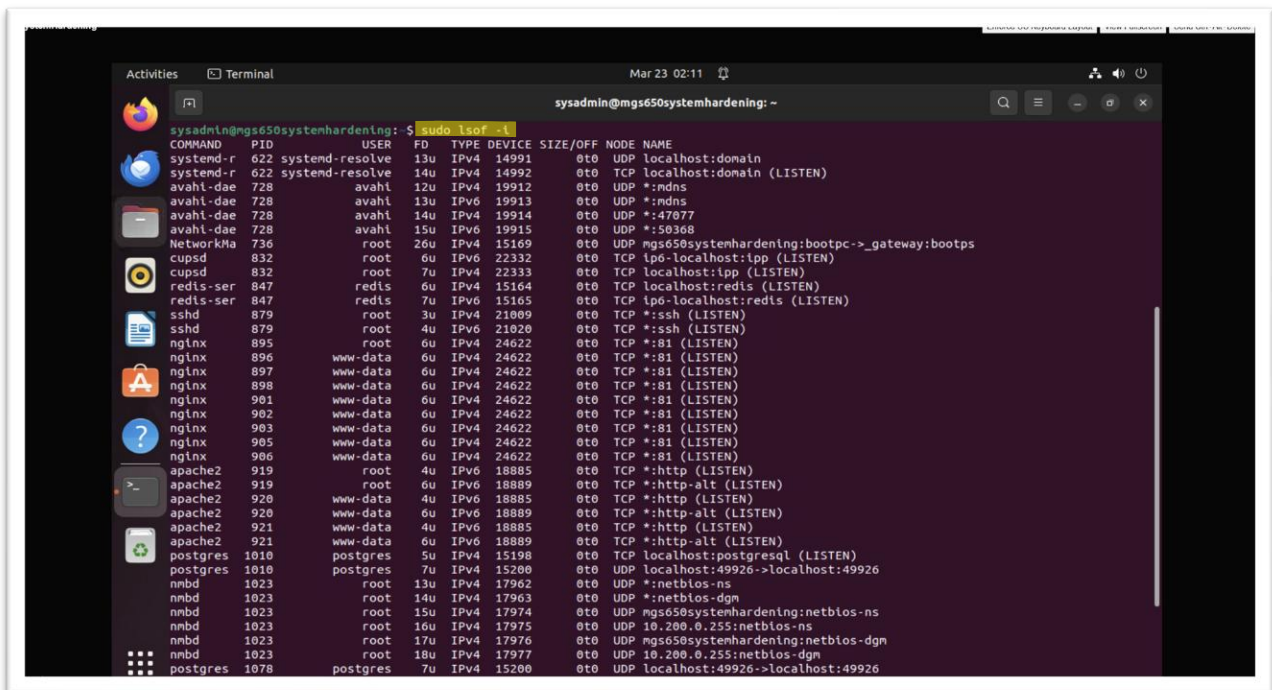 Activities Terminal Mar 23 02:11
sysadmin@mgs650systemhardening: ~
sysadmin@mgs650systemhardening:~$ sudo lsof -i
COMMAND PID USER FD TYPE DEVICE SIZE/OFF NODE NAME
systemd-r 622 systemd-resolve 13u IPv4 14991 0t0 UDP localhost:domain
systemd-r 622 systemd-resolve 14u IPv4 14992 0t0 TCP localhost:domain (LISTEN)
avahi-dae 728 avahi 12u IPv4 19912 0t0 UDP *:mdns
avahi-dae 728 avahi 13u IPv6 19913 0t0 UDP *:mdns
avahi-dae 728 avahi 14u IPv4 19914 0t0 UDP *:47077
avahi-dae 728 avahi 15u IPv6 19915 0t0 UDP *:50368
NetworkMa 736 root 26u IPv4 15169 0t0 UDP mgs650systemhardening:bootpc->_gateway:bootps
cupsd 832 root 6u IPv6 22332 0t0 TCP ip6-localhost:ipp (LISTEN)
cupsd 832 root 7u IPv4 22333 0t0 TCP localhost:ipp (LISTEN)
redis-ser 847 redis 6u IPv4 15164 0t0 TCP localhost:redis (LISTEN)
redis-ser 847 redis 7u IPv6 15165 0t0 TCP ip6-localhost:redis (LISTEN)
sshd 879 root 3u IPv4 21009 0t0 TCP *:ssh (LISTEN)
sshd 879 root 4u IPv6 21020 0t0 TCP *:ssh (LISTEN)
nginx 895 root 6u IPv4 24622 0t0 TCP *:81 (LISTEN)
nginx 896 www-data 6u IPv4 24622 0t0 TCP *:81 (LISTEN)
nginx 897 www-data 6u IPv4 24622 0t0 TCP *:81 (LISTEN)
nginx 898 www-data 6u IPv4 24622 0t0 TCP *:81 (LISTEN)
nginx 901 www-data 6u IPv4 24622 0t0 TCP *:81 (LISTEN)
nginx 902 www-data 6u IPv4 24622 0t0 TCP *:81 (LISTEN)
nginx 903 www-data 6u IPv4 24622 0t0 TCP *:81 (LISTEN)
nginx 905 www-data 6u IPv4 24622 0t0 TCP *:81 (LISTEN)
nginx 906 www-data 6u IPv4 24622 0t0 TCP *:81 (LISTEN)
apache2 919 root 4u IPv6 18885 0t0 TCP *:http (LISTEN)
apache2 919 root 6u IPv6 18889 0t0 TCP *:http-alt (LISTEN)
apache2 920 www-data 4u IPv6 18885 0t0 TCP *:http (LISTEN)
apache2 920 www-data 6u IPv6 18889 0t0 TCP *:http-alt (LISTEN)
apache2 921 www-data 4u IPv6 18885 0t0 TCP *:http (LISTEN)
apache2 921 www-data 6u IPv6 18889 0t0 TCP *:http-alt (LISTEN)
postgres 1010 postgres 5u IPv4 15198 0t0 TCP localhost:postgresql (LISTEN)
postgres 1010 postgres 7u IPv4 15200 0t0 UDP localhost:49926->localhost:49926
nmbd 1023 root 13u IPv4 17962 0t0 UDP *:netbios-ns
nmbd 1023 root 14u IPv4 17963 0t0 UDP *:netbios-dgm
nmbd 1023 root 15u IPv4 17974 0t0 UDP mgs650systemhardening:netbios-ns
nmbd 1023 root 16u IPv4 17975 0t0 UDP 10.200.0.255:netbios-ns
nmbd 1023 root 17u IPv4 17976 0t0 UDP mgs650systemhardening:netbios-dgm
nmbd 1023 root 18u IPv4 17977 0t0 UDP 10.200.0.255:netbios-dgm
postgres 1078 postgres 7u IPv4 15200 0t0 UDP localhost:49926->localhost:49926